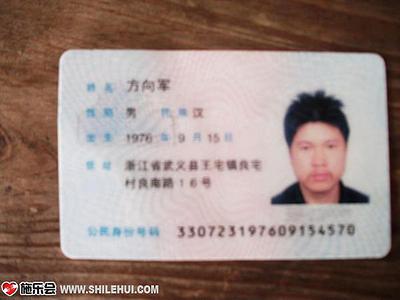 姓名 方向军
性别 男 民族 汉
出生 1976 年 9 月 15 日
住址 浙江省武义县王宅镇良宅
村良南路16号
公民身份号码 330723197609154570
施乐会 WWW.SHILEHUI.COM